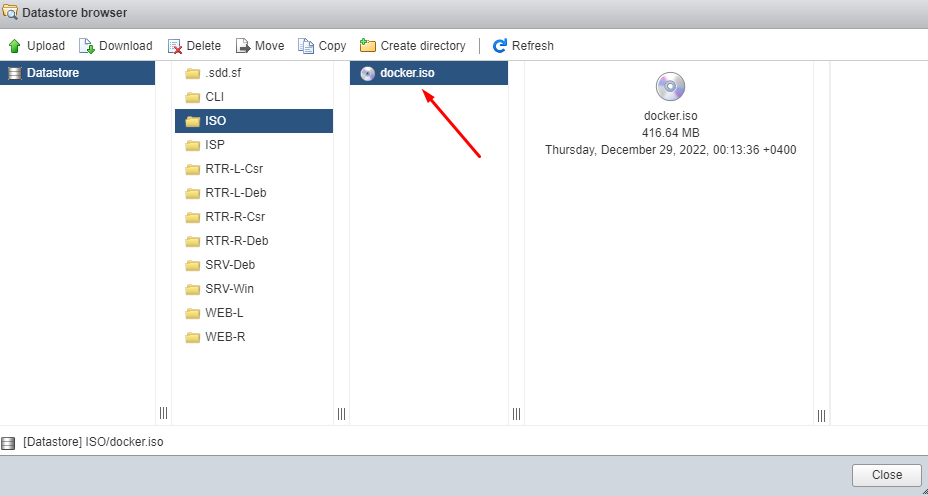 Datastore browser
Upload Download Delete Move Copy Create directory Refresh
Datastore
.sdd.sf
CLI
ISO
ISP
RTR-L-Csr
RTR-L-Deb
RTR-R-Csr
RTR-R-Deb
SRV-Deb
SRV-Win
WEB-L
WEB-R
docker.iso
docker.iso
416.64 MB
Thursday, December 29, 2022, 00:13:36 +0400
[Datastore] ISO/docker.iso
Close